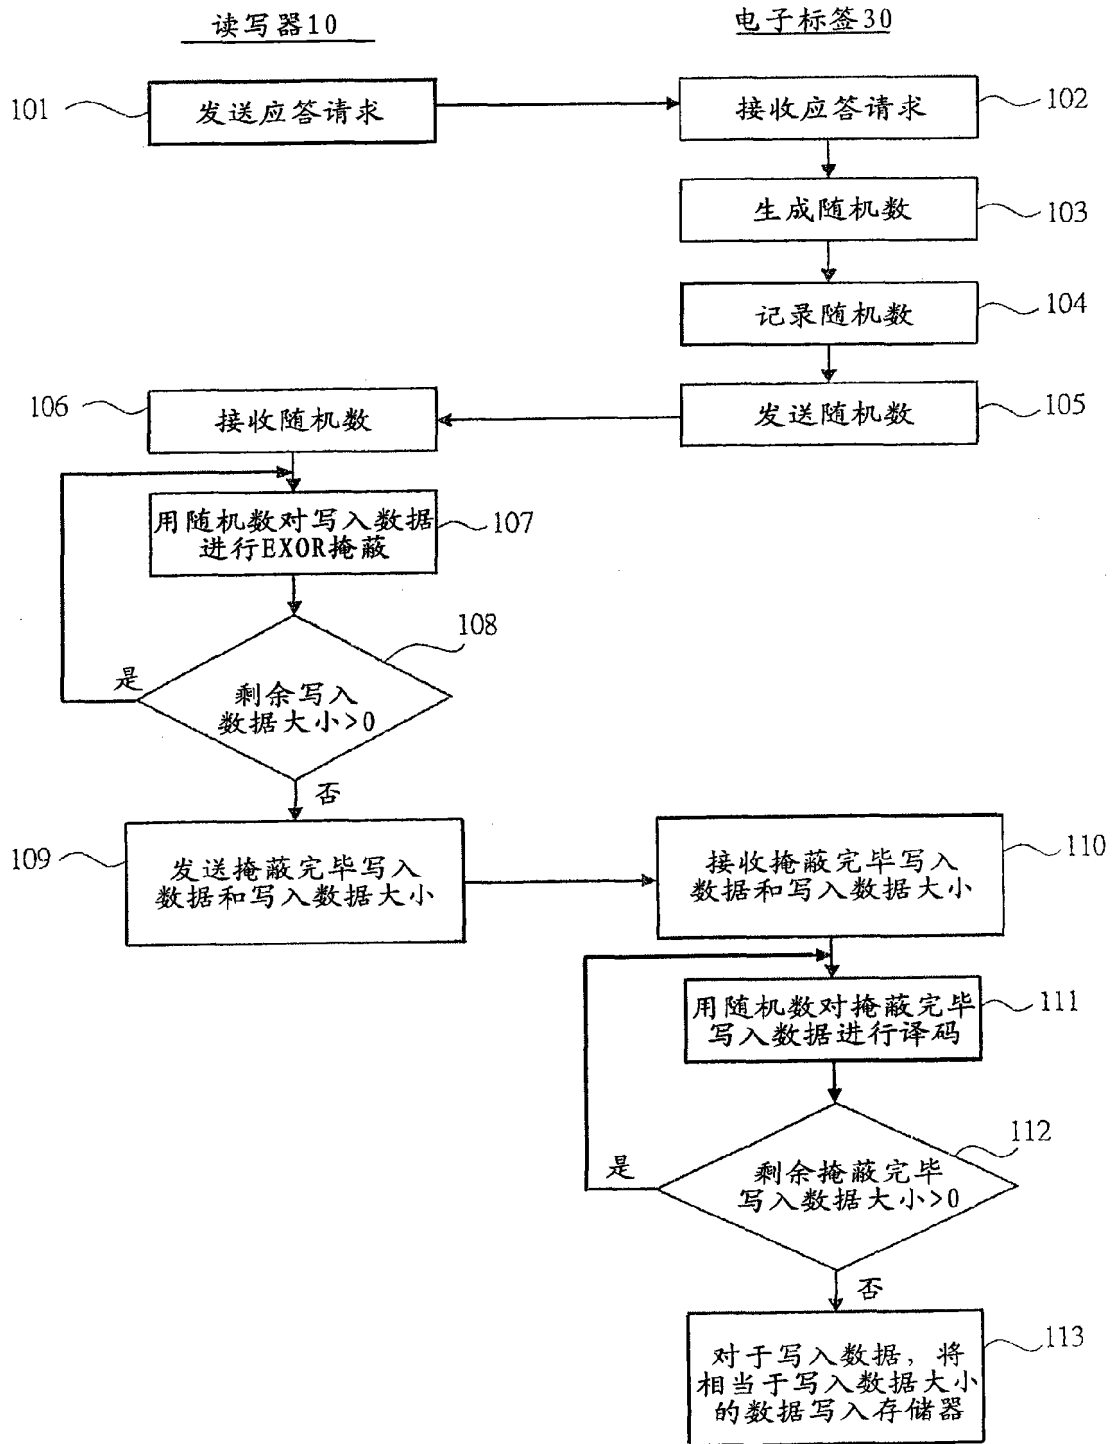 读写器10
电子标签30
101
发送应答请求
接收应答请求
102
生成随机数
103
记录随机数
104
106
接收随机数
发送随机数
105
用随机数对写入数据
进行EXOR掩蔽
107
108
是
剩余写入
数据大小>0
否
109
发送掩蔽完毕写入
数据和写入数据大小
接收掩蔽完毕写入
数据和写入数据大小
110
用随机数对掩蔽完毕
写入数据进行译码
111
112
是
剩余掩蔽完毕
写入数据大小>0
否
对于写入数据，将
相当于写入数据大小
的数据写入存储器
113